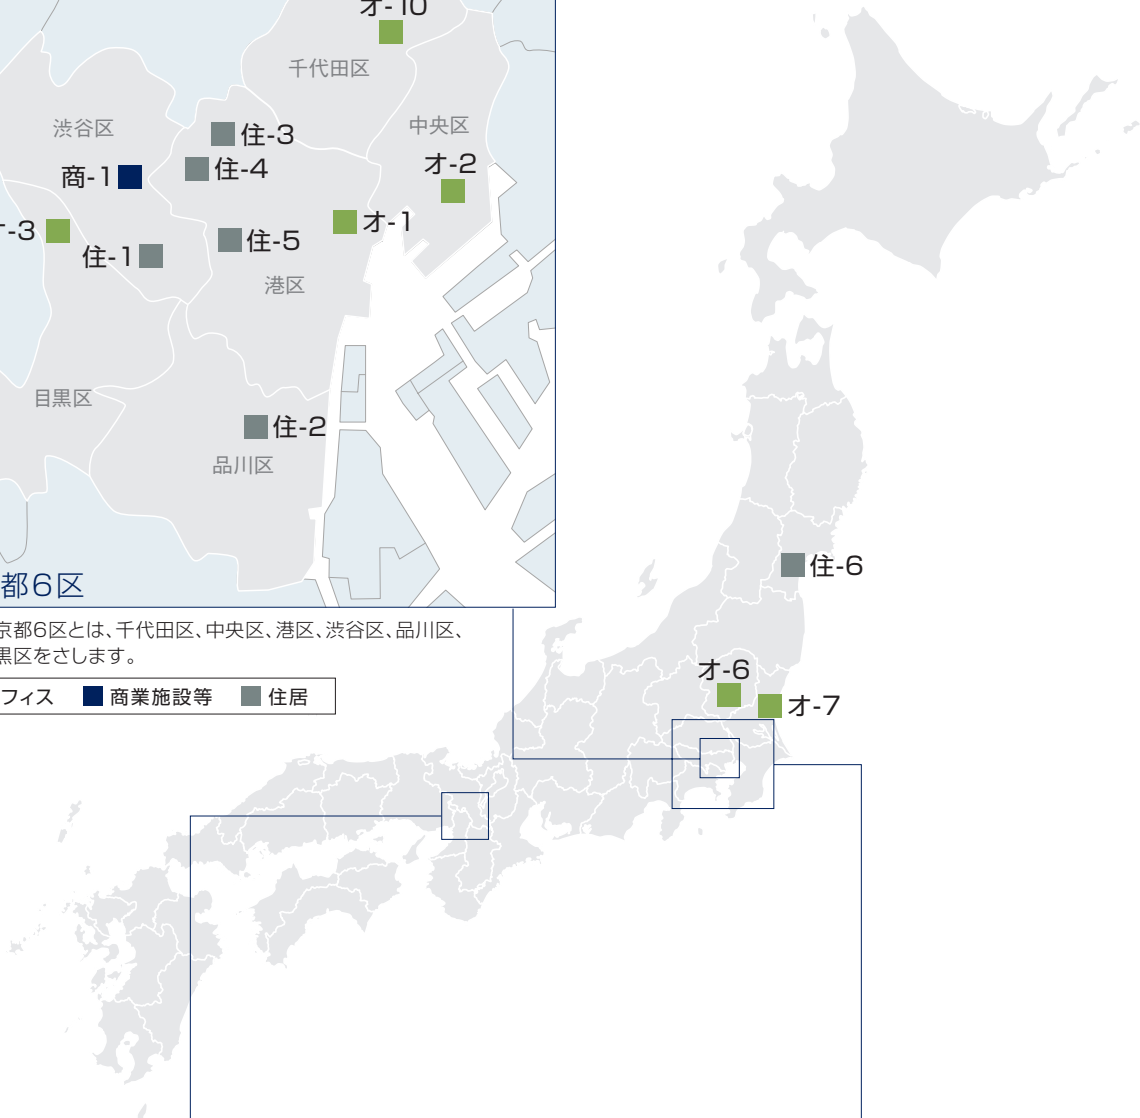 オ-10
千代田区
渋谷区
中央区
住-3
オ-2
住-4
商-1
オ-1
-3
住-5
住-1
港区
目黒区
住-2
品川区
都6区
京都6区とは、千代田区、中央区、港区、渋谷区、品川区、
黒区をさします。
フィス 商業施設等 住居
住-6
オ-6
オ-7